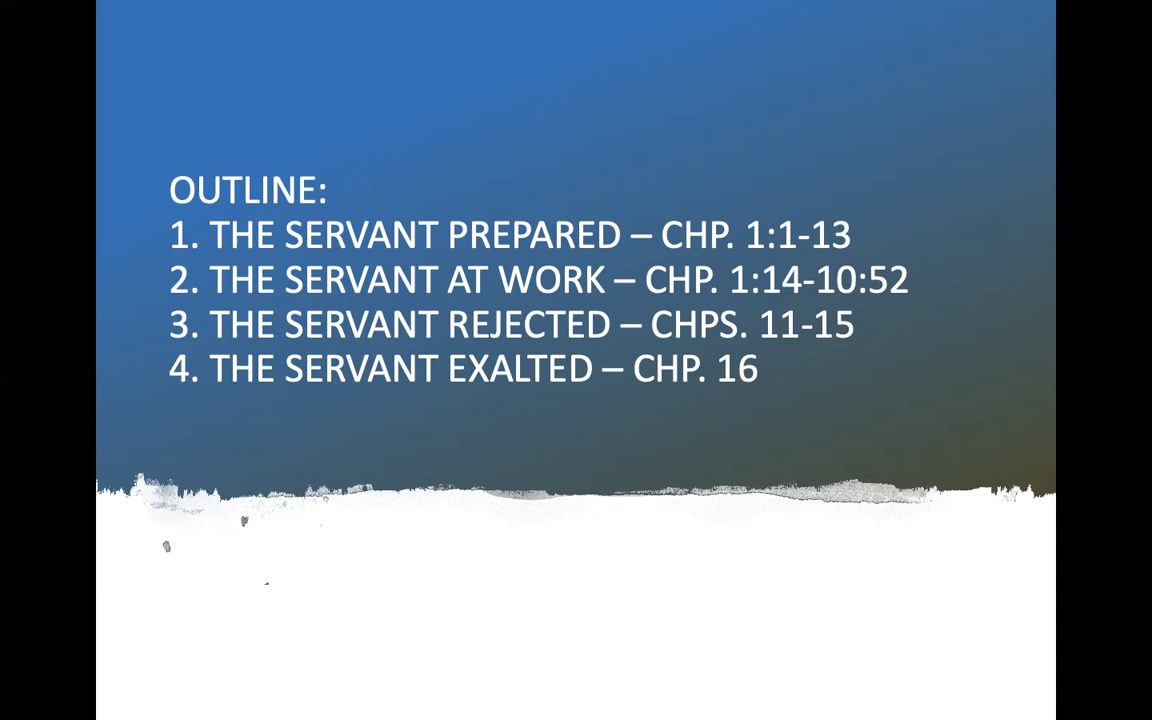 OUTLINE:
1. THE SERVANT PREPARED – CHP. 1:1-13
2. THE SERVANT AT WORK – CHP. 1:14-10:52
3. THE SERVANT REJECTED – CHPS. 11-15
4. THE SERVANT EXALTED – CHP. 16